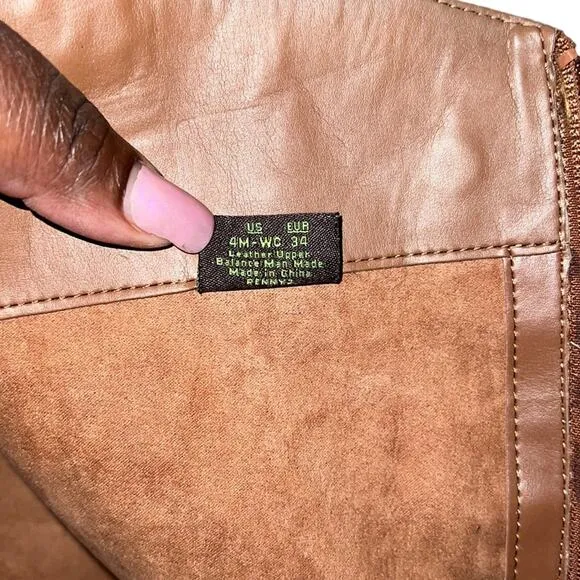 US EUR
4M-WC 34
Leather Upper
Balance Man Made
Made in China
PENNY2